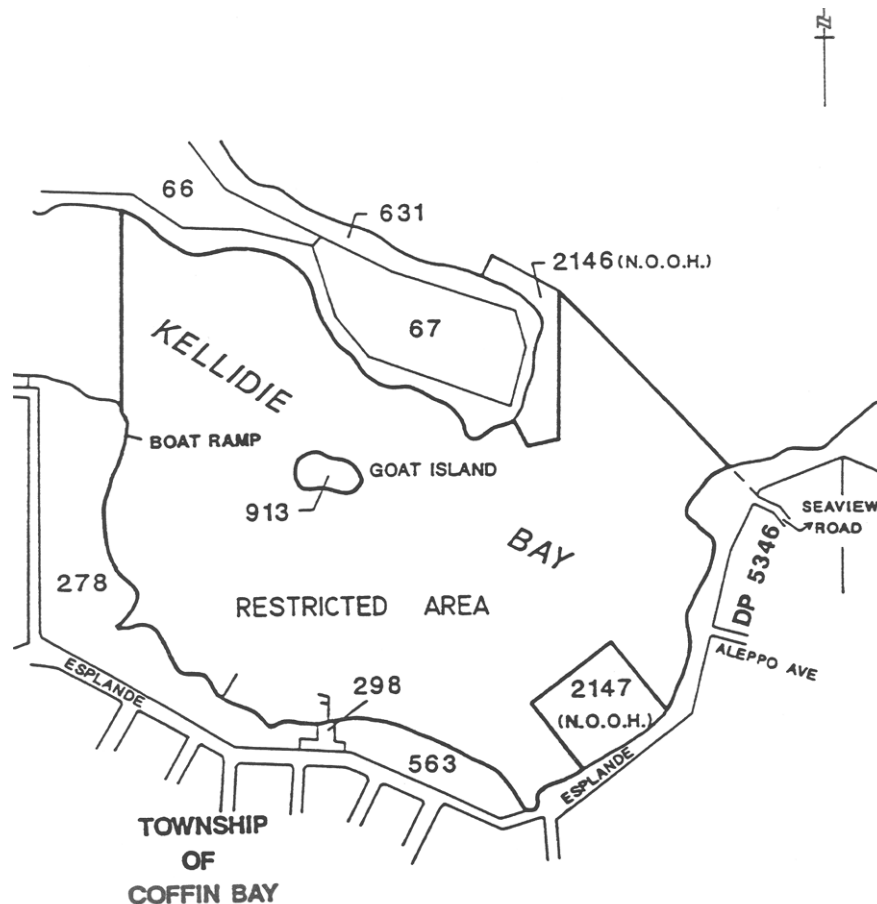 N
66
631
2146 (N.O.O.H.)
67
KELLIDIE
BOAT RAMP
GOAT ISLAND
913
SEAVIEW
ROAD
BAY
DP 5346
278
RESTRICTED AREA
ALEPPO AVE
ESPLANDE
298
2147
(N.O.O.H.)
563
ESPLANDE
TOWNSHIP
OF
COFFIN BAY